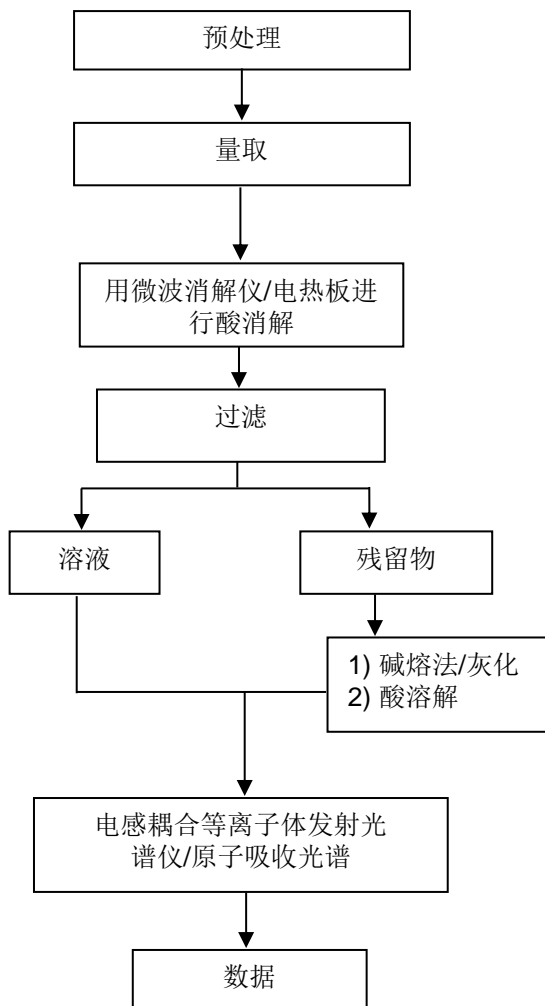 预处理
量取
用微波消解仪/电热板进
行酸消解
过滤
溶液
残留物
1) 碱熔法/灰化
2) 酸溶解
电感耦合等离子体发射光
谱仪/原子吸收光谱
数据